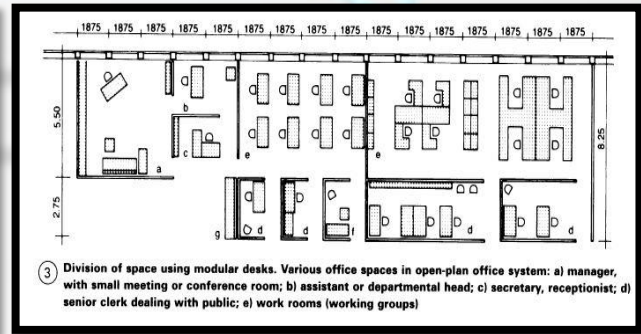 1875 1875 1875 1875 1875 1875 1875 1875 1875 1875 1875
5.50
2.75
8.25
a
b
c
e
e
g
d
d
f
d
d
3 Division of space using modular desks. Various office spaces in open-plan office system: a) manager,
with small meeting or conference room; b) assistant or departmental head; c) secretary, receptionist; d)
senior clerk dealing with public; e) work rooms (working groups)